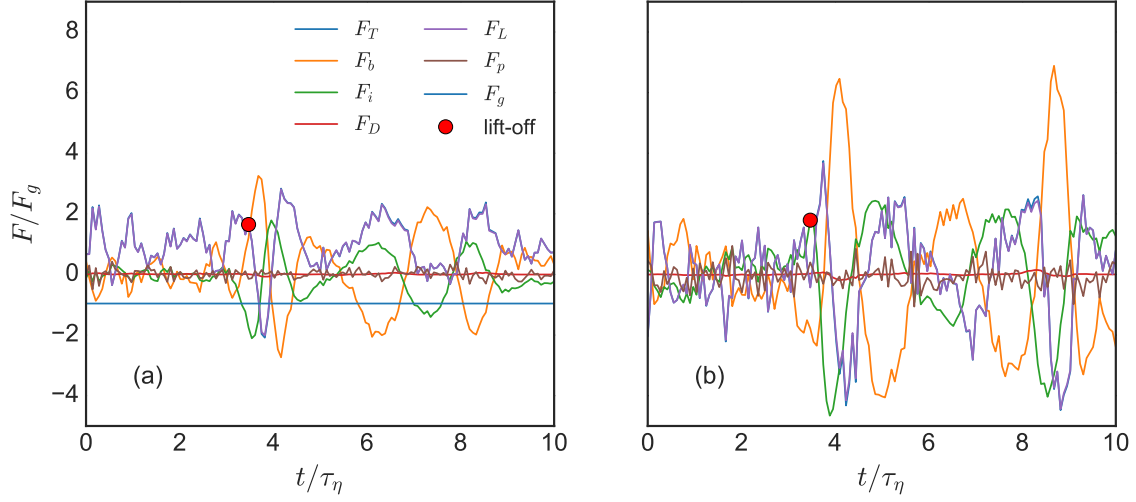 8
6
4
2
0
−2
−4
F/F_g
F_T
F_b
F_i
F_D
F_L
F_p
F_g
lift-off
(a)
0 2 4 6 8 10
t/τ_η
(b)
0 2 4 6 8 10
t/τ_η